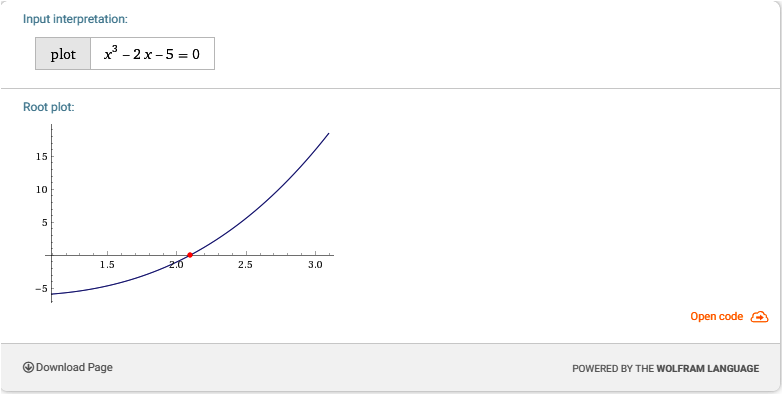 Input interpretation:
plot x³ – 2 x – 5 = 0
Root plot:
15
10
5
1.5 2.0 2.5 3.0
–5
Open code
Download Page
POWERED BY THE WOLFRAM LANGUAGE